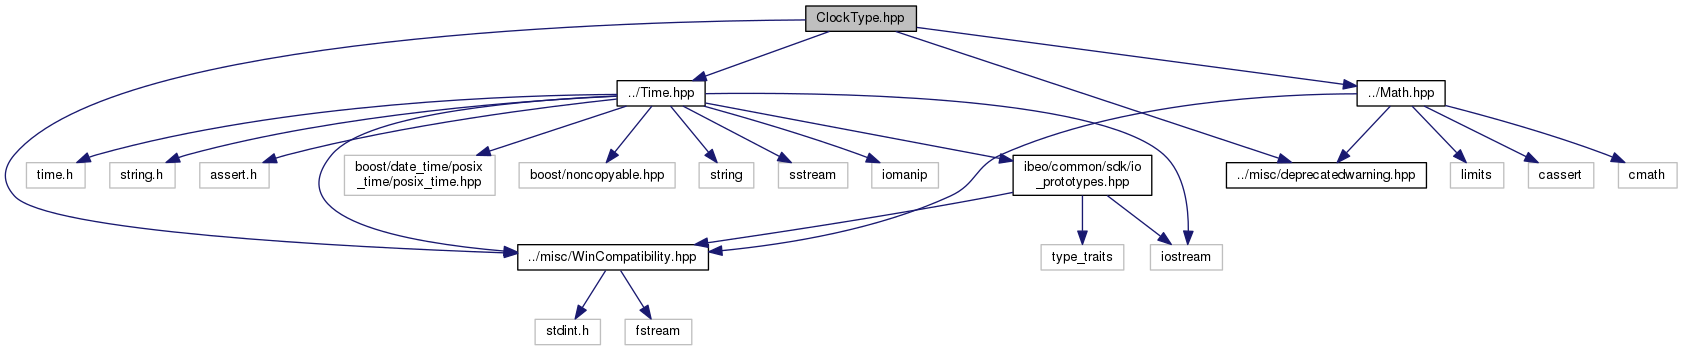 ClockType.hpp
../Time.hpp
../Math.hpp
time.h
string.h
assert.h
boost/date_time/posix
_time/posix_time.hpp
boost/noncopyable.hpp
string
sstream
iomanip
ibeo/common/sdk/io
_prototypes.hpp
../misc/deprecatedwarning.hpp
limits
cassert
cmath
../misc/WinCompatibility.hpp
type_traits
iostream
stdint.h
fstream